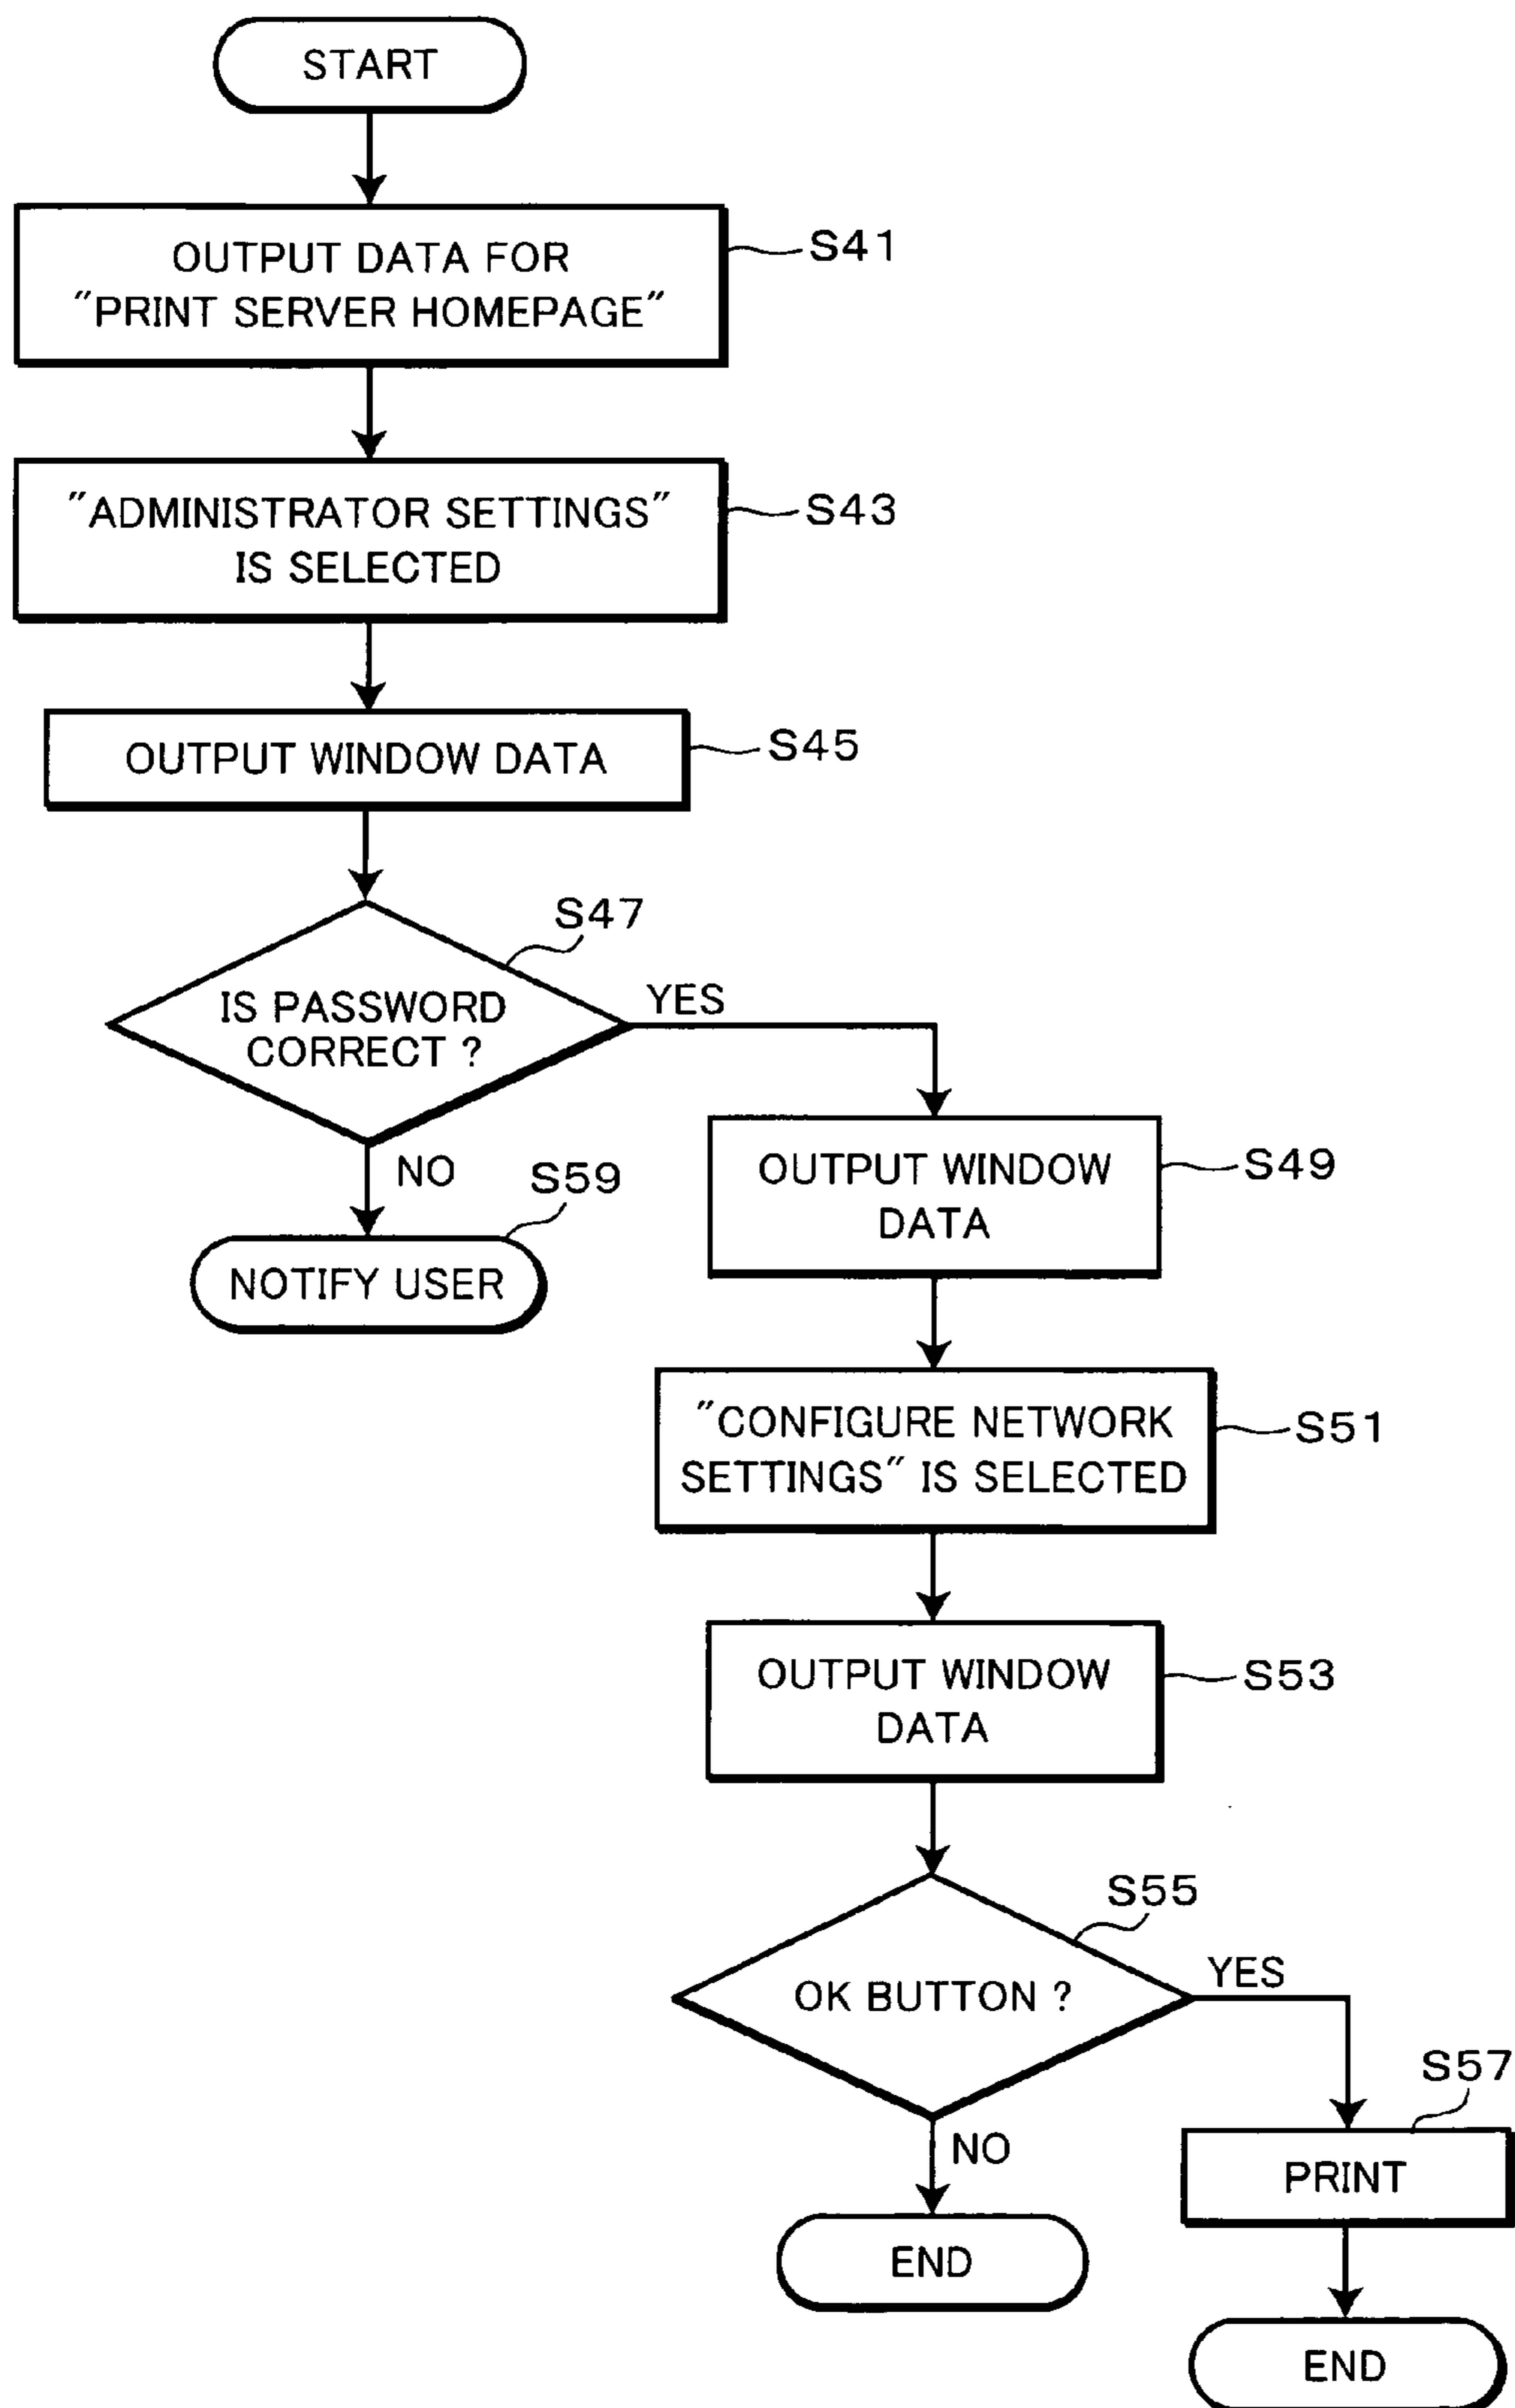 START
OUTPUT DATA FOR
"PRINT SERVER HOMEPAGE"
S41
"ADMINISTRATOR SETTINGS"
IS SELECTED
S43
OUTPUT WINDOW DATA
S45
S47
IS PASSWORD
CORRECT ?
YES
NO
S59
NOTIFY USER
OUTPUT WINDOW
DATA
S49
"CONFIGURE NETWORK
SETTINGS" IS SELECTED
S51
OUTPUT WINDOW
DATA
S53
S55
OK BUTTON ?
YES
NO
END
S57
PRINT
END